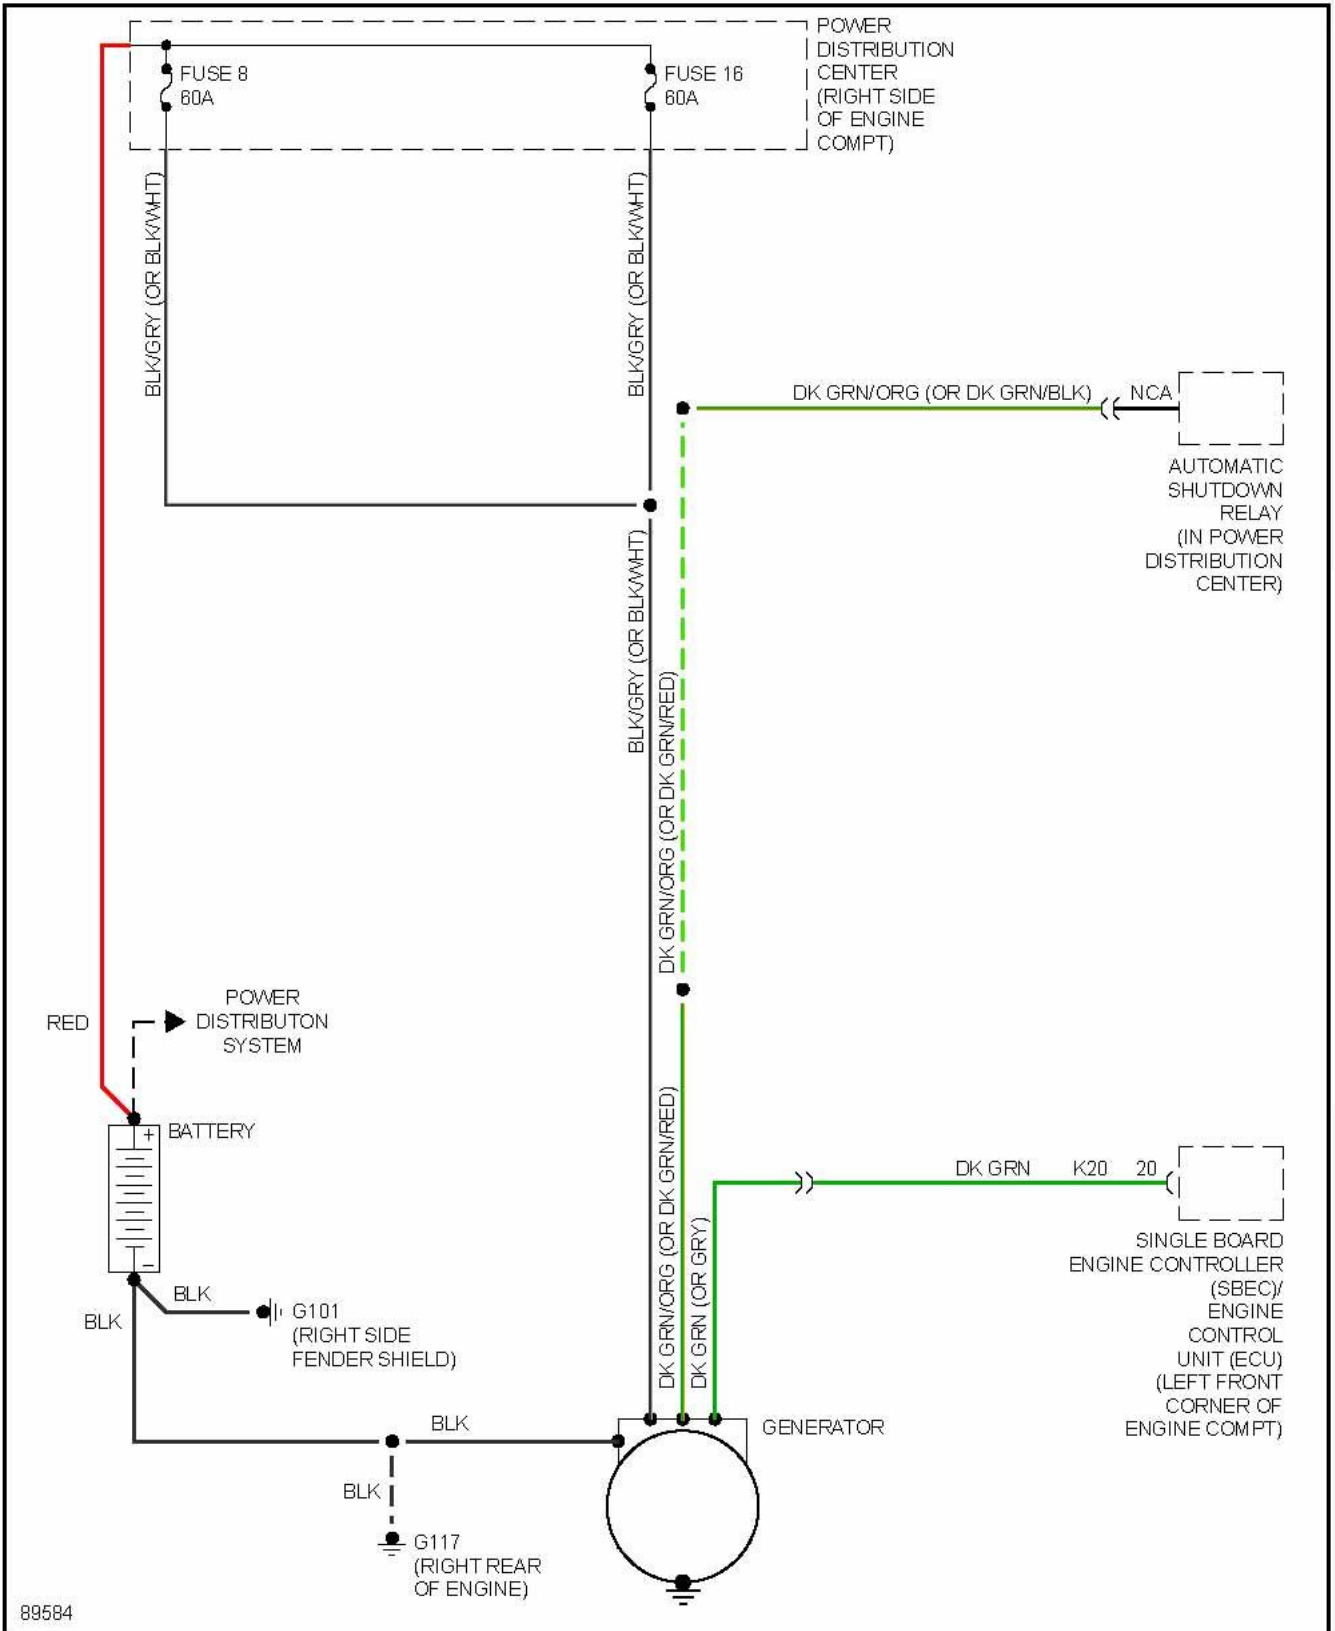 POWER
DISTRIBUTION
CENTER
(RIGHT SIDE
OF ENGINE
COMPT)
FUSE 8
60A
FUSE 16
60A
BLK/GRY (OR BLK/WHT)
BLK/GRY (OR BLK/WHT)
DK GRN/ORG (OR DK GRN/BLK)
NCA
AUTOMATIC
SHUTDOWN
RELAY
(IN POWER
DISTRIBUTION
CENTER)
BLK/GRY (OR BLK/WHT)
DK GRN/ORG (OR DK GRN/RED)
RED
POWER
DISTRIBUTON
SYSTEM
+
BATTERY
–
DK GRN/ORG (OR DK GRN/RED)
DK GRN (OR GRY)
DK GRN
K20
20
SINGLE BOARD
ENGINE CONTROLLER
(SBEC)/
ENGINE
CONTROL
UNIT (ECU)
(LEFT FRONT
CORNER OF
ENGINE COMPT)
BLK
BLK
G101
(RIGHT SIDE
FENDER SHIELD)
BLK
GENERATOR
BLK
G117
(RIGHT REAR
OF ENGINE)
89584